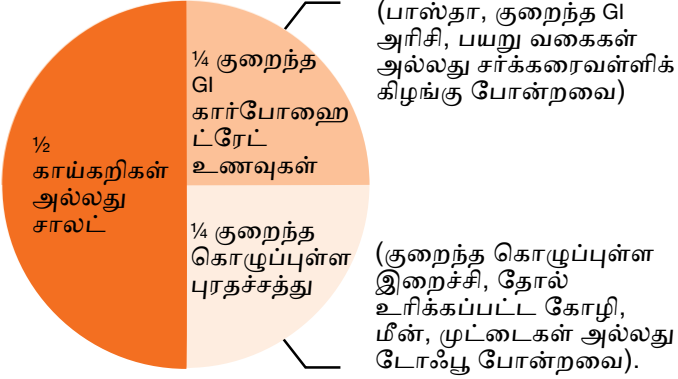 ½
காய்கறிகள்
அல்லது
சாலட்
¼ குறைந்த
GI
கார்போஹை
ட்ரேட்
உணவுகள்
(பாஸ்தா, குறைந்த GI
அரிசி, பயறு வகைகள்
அல்லது சர்க்கரைவள்ளிக்
கிழங்கு போன்றவை)
¼ குறைந்த
கொழுப்புள்ள
புரதச்சத்து
(குறைந்த கொழுப்புள்ள
இறைச்சி, தோல்
உரிக்கப்பட்ட கோழி,
மீன், முட்டைகள் அல்லது
டோஃபூ போன்றவை).